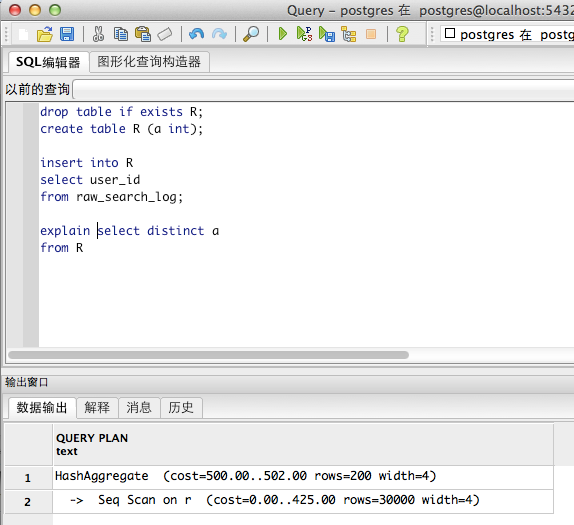 Query – postgres 在 postgres@localhost:5432
postgres 在 postg
SQL编辑器 图形化查询构造器
以前的查询
drop table if exists R;
create table R (a int);
insert into R
select user_id
from raw_search_log;
explain select distinct a
from R
输出窗口
数据输出 解释 消息 历史
QUERY PLAN
text
1 HashAggregate (cost=500.00..502.00 rows=200 width=4)
2 -> Seq Scan on r (cost=0.00..425.00 rows=30000 width=4)